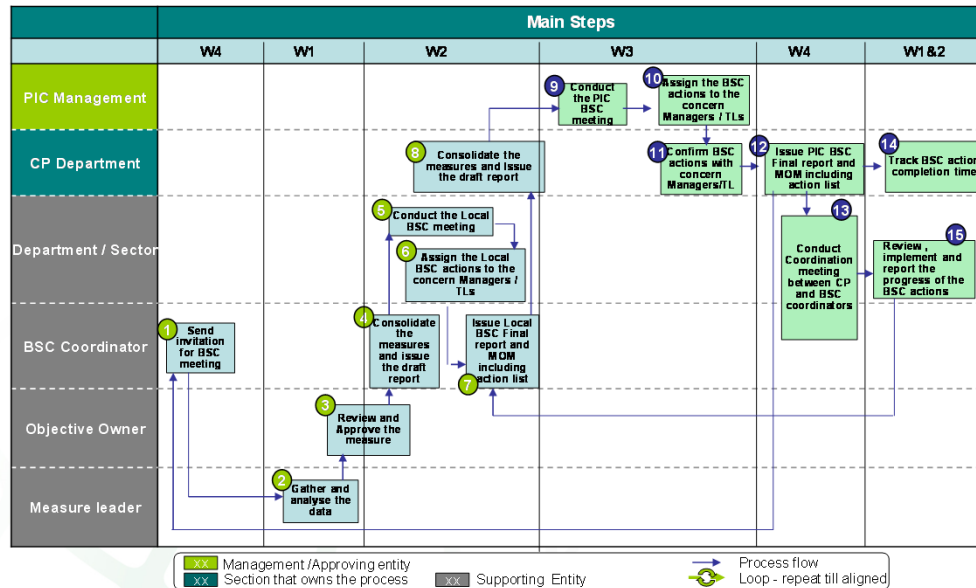 Main Steps
W4
W1
W2
W3
W4
W1&2
PIC Management
9
Conduct
the PIC
BSC
meeting
10
Assign the BSC
actions to the
concern
Managers / TLs
CP Department
8
Consolidate the
measures and Issue
the draft report
11
Confirm BSC
actions with
concern
Managers/TL
12
Issue PIC BSC
Final report and
MOM including
action list
14
Track BSC action
completion time
Department / Sector
5
Conduct the Local
BSC meeting
6
Assign the Local
BSC actions to the
concern Managers /
TLs
13
Conduct
Coordination
meeting
between CP
and BSC
coordinators
15
Review ,
implement and
report the
progress of the
BSC actions
BSC Coordinator
1
Send
invitation
for BSC
meeting
4
Consolidate
the
measures
and issue
the draft
report
Issue Local
BSC Final
report and
MOM
including
action list
7
Objective Owner
3
Review and
Approve the
measure
Measure leader
2
Gather and
analyse the
data
XX Management /Approving entity
XX Section that owns the process
XX Supporting Entity
Process flow
Loop - repeat till aligned